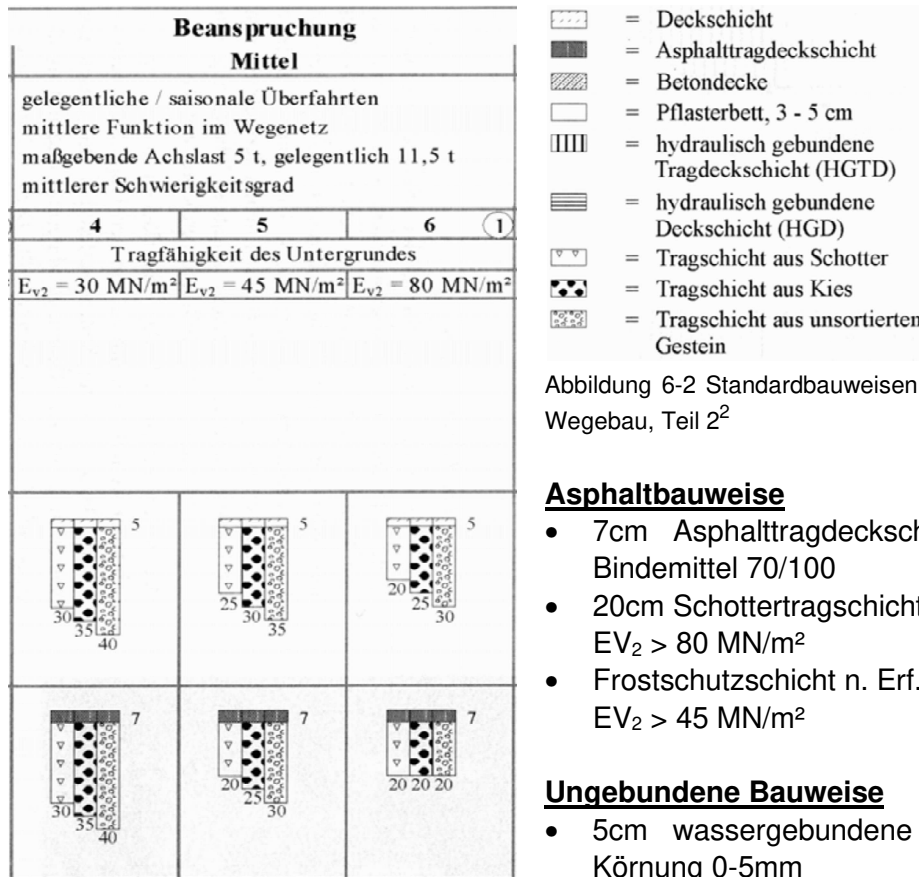 Beanspruchung
Mittel
gelegentliche / saisonale Überfahrten
mittlere Funktion im Wegenetz
maßgebende Achslast 5 t, gelegentlich 11,5 t
mittlerer Schwierigkeitsgrad
4 5 6 1
Tragfähigkeit des Untergrundes
Ev2 = 30 MN/m² Ev2 = 45 MN/m² Ev2 = 80 MN/m²
5 5 5
30 35 40 25 30 35 20 25 30
7 7 7
30 35 40 20 25 30 20 20 20
= Deckschicht
= Asphalttragdeckschicht
= Betondecke
= Pflasterbett, 3 - 5 cm
= hydraulisch gebundene
Tragdeckschicht (HGTD)
= hydraulisch gebundene
Deckschicht (HGD)
= Tragschicht aus Schotter
= Tragschicht aus Kies
= Tragschicht aus unsortierten
Gestein
Abbildung 6-2 Standardbauweisen
Wegebau, Teil 2²
Asphaltbauweise
• 7cm Asphalttragdecksch
Bindemittel 70/100
• 20cm Schottertragschicht
EV₂ > 80 MN/m²
• Frostschutzschicht n. Erf.
EV₂ > 45 MN/m²
Ungebundene Bauweise
• 5cm wassergebundene
Körnung 0-5mm